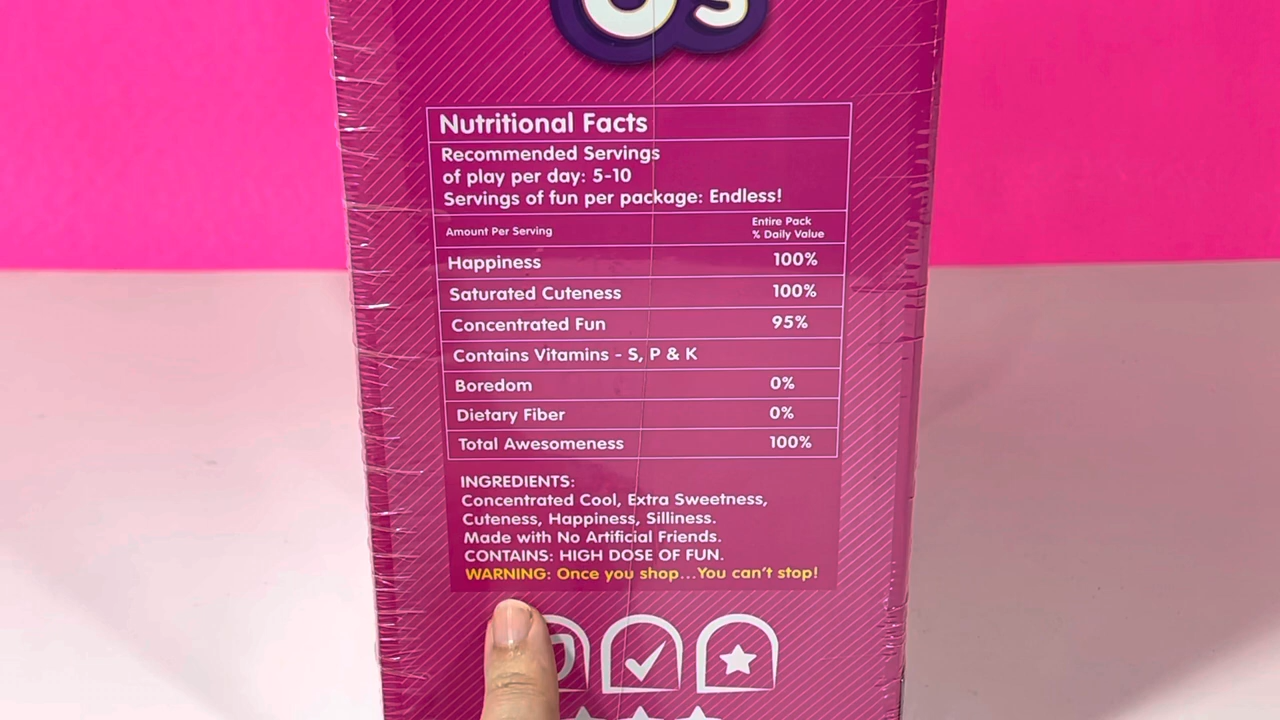 Nutritional Facts
Recommended Servings
of play per day: 5-10
Servings of fun per package: Endless!
Amount Per Serving
Entire Pack
% Daily Value
Happiness 100%
Saturated Cuteness 100%
Concentrated Fun 95%
Contains Vitamins - S, P & K
Boredom 0%
Dietary Fiber 0%
Total Awesomeness 100%
INGREDIENTS:
Concentrated Cool, Extra Sweetness,
Cuteness, Happiness, Silliness.
Made with No Artificial Friends.
CONTAINS: HIGH DOSE OF FUN.
WARNING: Once you shop...You can't stop!